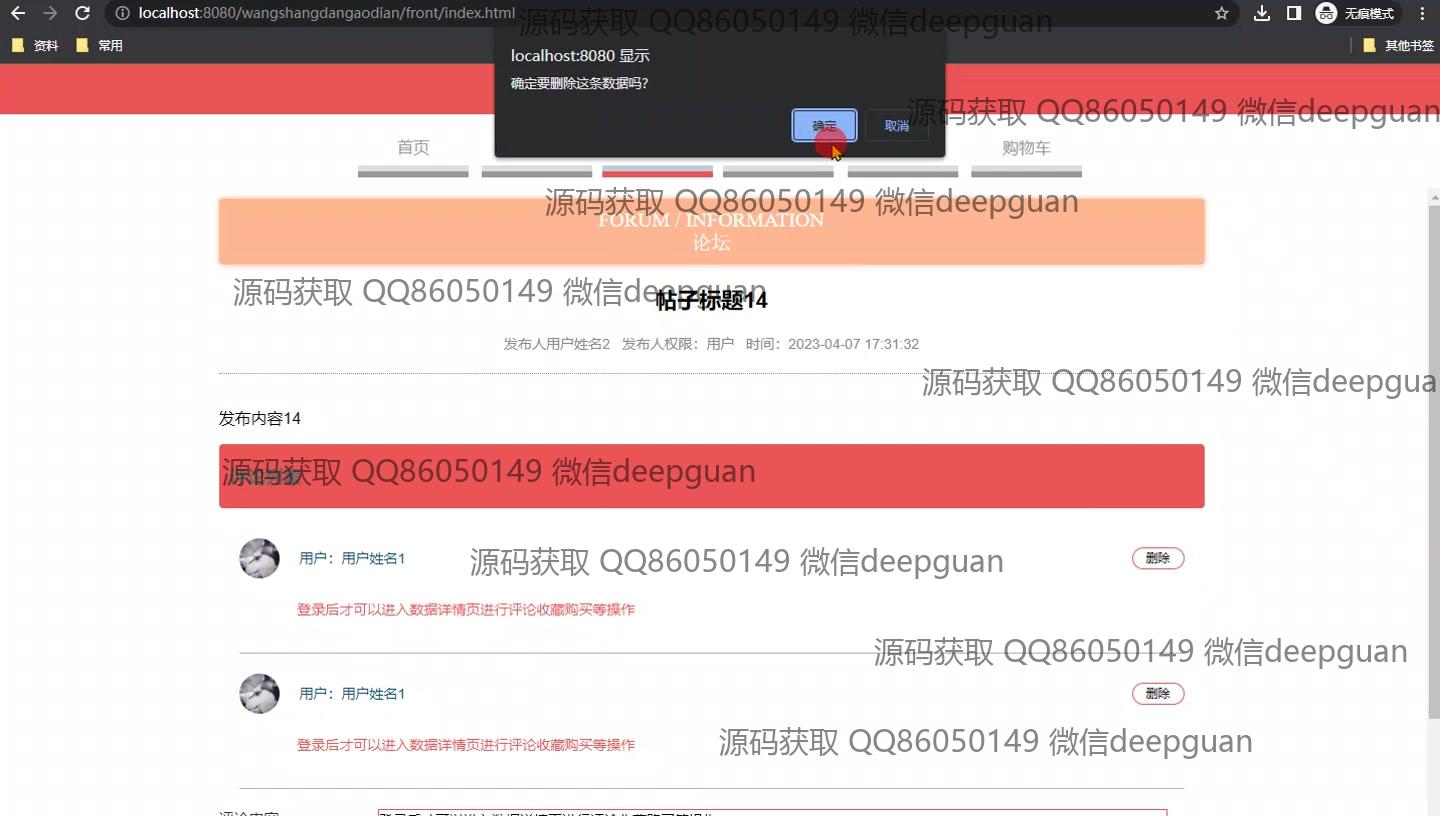 localhost:8080/wangshangdangaodian/front/index.html
无痕模式
资料
常用
其他书签
源码获取 QQ86050149 微信deepguan
localhost:8080 显示
确定要删除这条数据吗?
确定
取消
源码获取 QQ86050149 微信deepguan
首页
购物车
源码获取 QQ86050149 微信deepguan
FORUM / INFORMATION
论坛
源码获取 QQ86050149 微信deepguan
帖子标题14
发布人用户姓名2 发布人权限：用户 时间：2023-04-07 17:31:32
源码获取 QQ86050149 微信deepgua
发布内容14
源码获取 QQ86050149 微信deepguan
用户：用户姓名1
源码获取 QQ86050149 微信deepguan
删除
登录后才可以进入数据详情页进行评论收藏购买等操作
源码获取 QQ86050149 微信deepguan
用户：用户姓名1
删除
登录后才可以进入数据详情页进行评论收藏购买等操作
源码获取 QQ86050149 微信deepguan